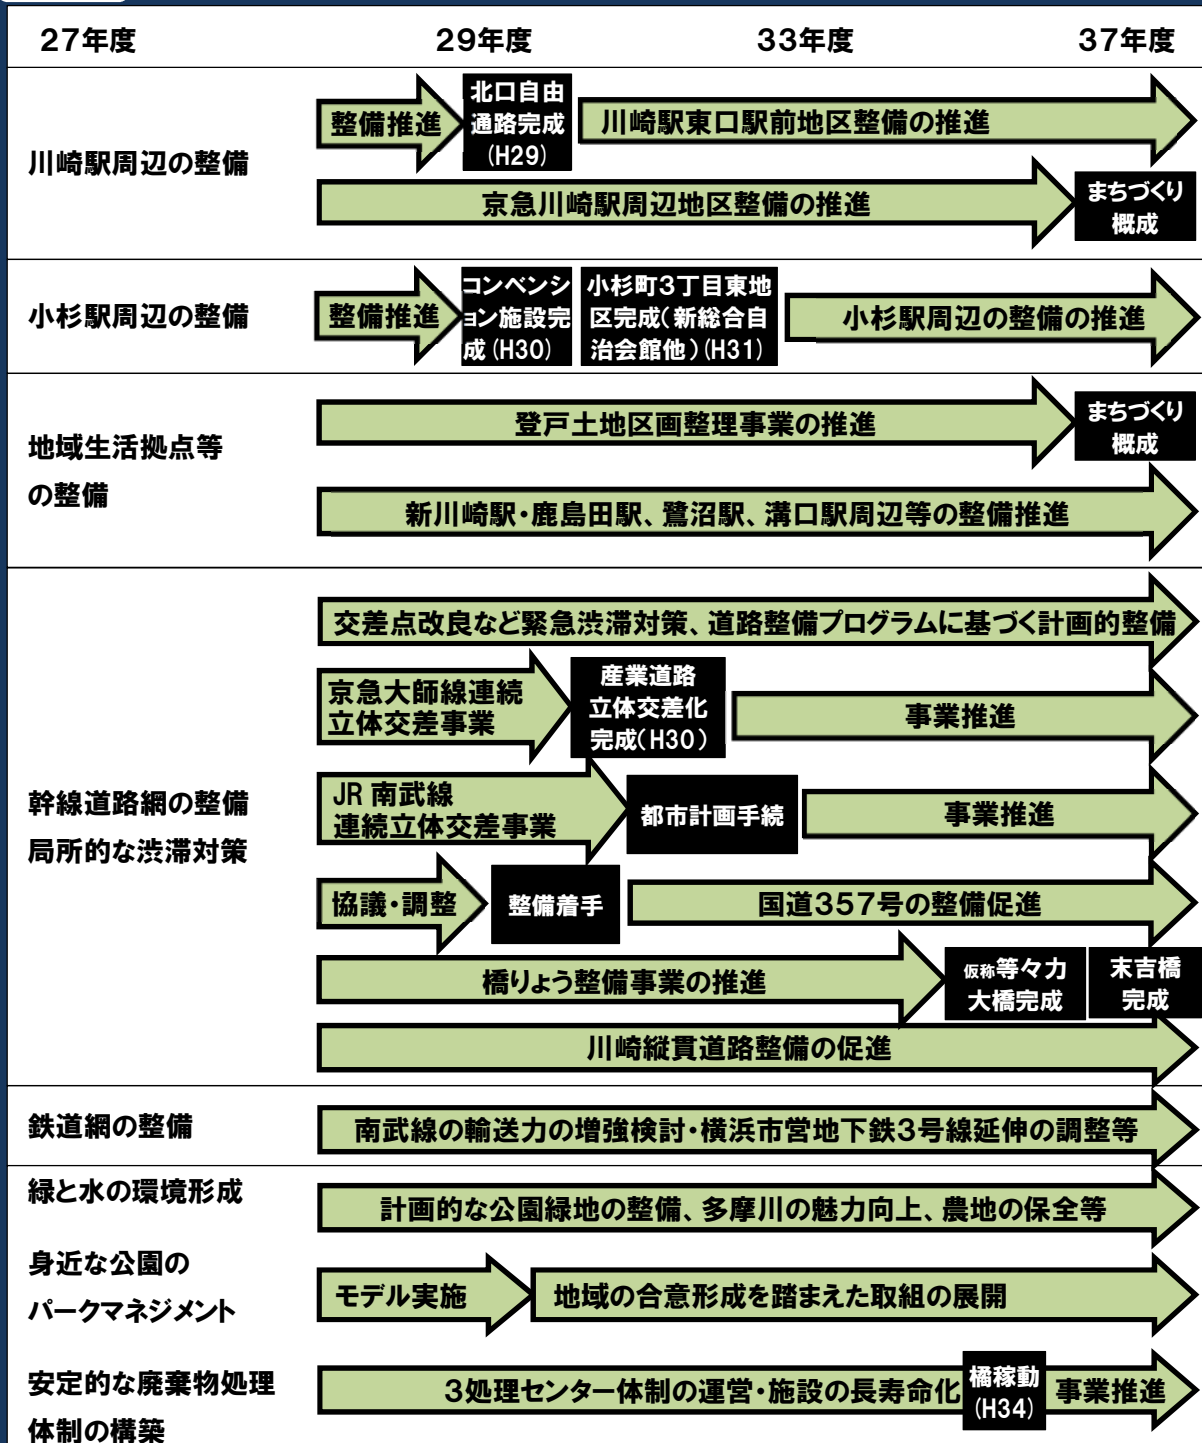 27年度 29年度 33年度 37年度
川崎駅周辺の整備
整備推進
北口自由
通路完成
(H29)
川崎駅東口駅前地区整備の推進
京急川崎駅周辺地区整備の推進
まちづくり
概成
小杉駅周辺の整備
整備推進
コンベンシ
ョン施設完
成(H30)
小杉町3丁目東地
区完成(新総合自
治会館他)(H31)
小杉駅周辺の整備の推進
地域生活拠点等
の整備
登戸土地区画整理事業の推進
まちづくり
概成
新川崎駅・鹿島田駅、鷺沼駅、溝口駅周辺等の整備推進
幹線道路網の整備
局所的な渋滞対策
交差点改良など緊急渋滞対策、道路整備プログラムに基づく計画的整備
京急大師線連続
立体交差事業
産業道路
立体交差化
完成(H30)
事業推進
JR 南武線
連続立体交差事業
都市計画手続
事業推進
協議・調整
整備着手
国道357号の整備促進
橋りょう整備事業の推進
仮称等々力
大橋完成
末吉橋
完成
川崎縦貫道路整備の促進
鉄道網の整備
南武線の輸送力の増強検討・横浜市営地下鉄3号線延伸の調整等
緑と水の環境形成
計画的な公園緑地の整備、多摩川の魅力向上、農地の保全等
身近な公園の
パークマネジメント
モデル実施
地域の合意形成を踏まえた取組の展開
安定的な廃棄物処理
体制の構築
3処理センター体制の運営・施設の長寿命化
橘稼動
(H34)
事業推進